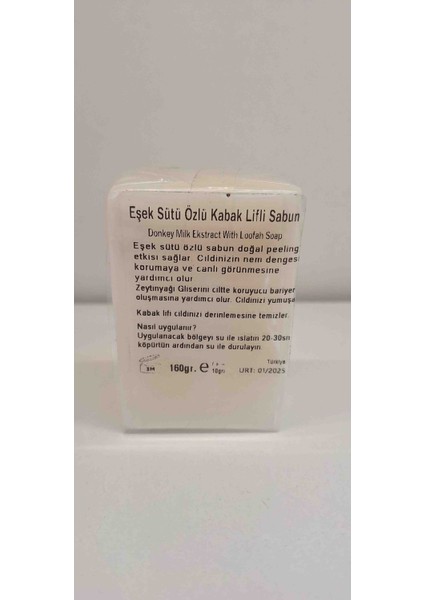 Eşek Sütü Özlü Kabak Lifli Sabun
Donkey Milk Ekstract With Loofah Soap
Eşek sütü özlü sabun doğal peeling
etkisi sağlar. Cildinizin nem dengesi
korumaya ve canlı görünmesine
yardımcı olur
Zeytinyağı Gliserini ciltte koruyucu bariyer
oluşmasına yardımcı olur. Cildinizi yumuşa
Kabak lifi cildinizi derinlemesine temizler.
Nasıl uygulanır?
Uygulanacak bölgeyi su ile ıslatın 20-30sn
köpürtün ardından su ile durulayın.
Türkiye
160gr. e
URT: 01/2025